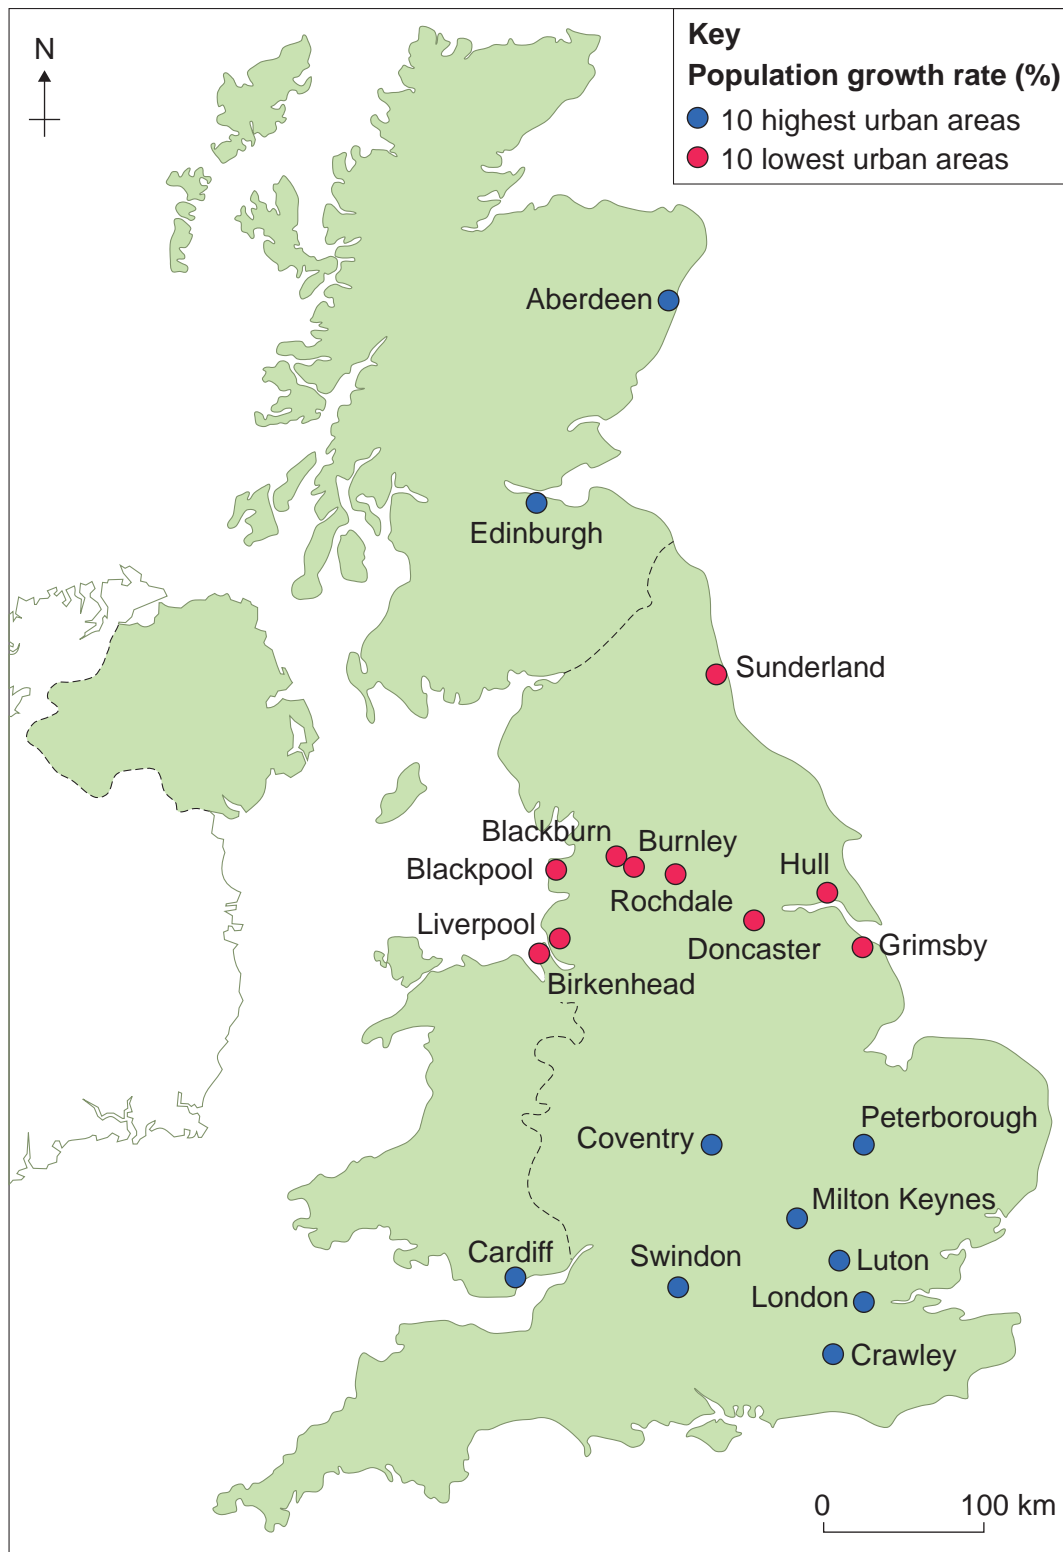 N
Key
Population growth rate (%)
10 highest urban areas
10 lowest urban areas
Aberdeen
Edinburgh
Sunderland
Blackburn
Burnley
Blackpool
Hull
Rochdale
Liverpool
Doncaster
Grimsby
Birkenhead
Peterborough
Coventry
Milton Keynes
Cardiff
Swindon
Luton
London
Crawley
0 100 km